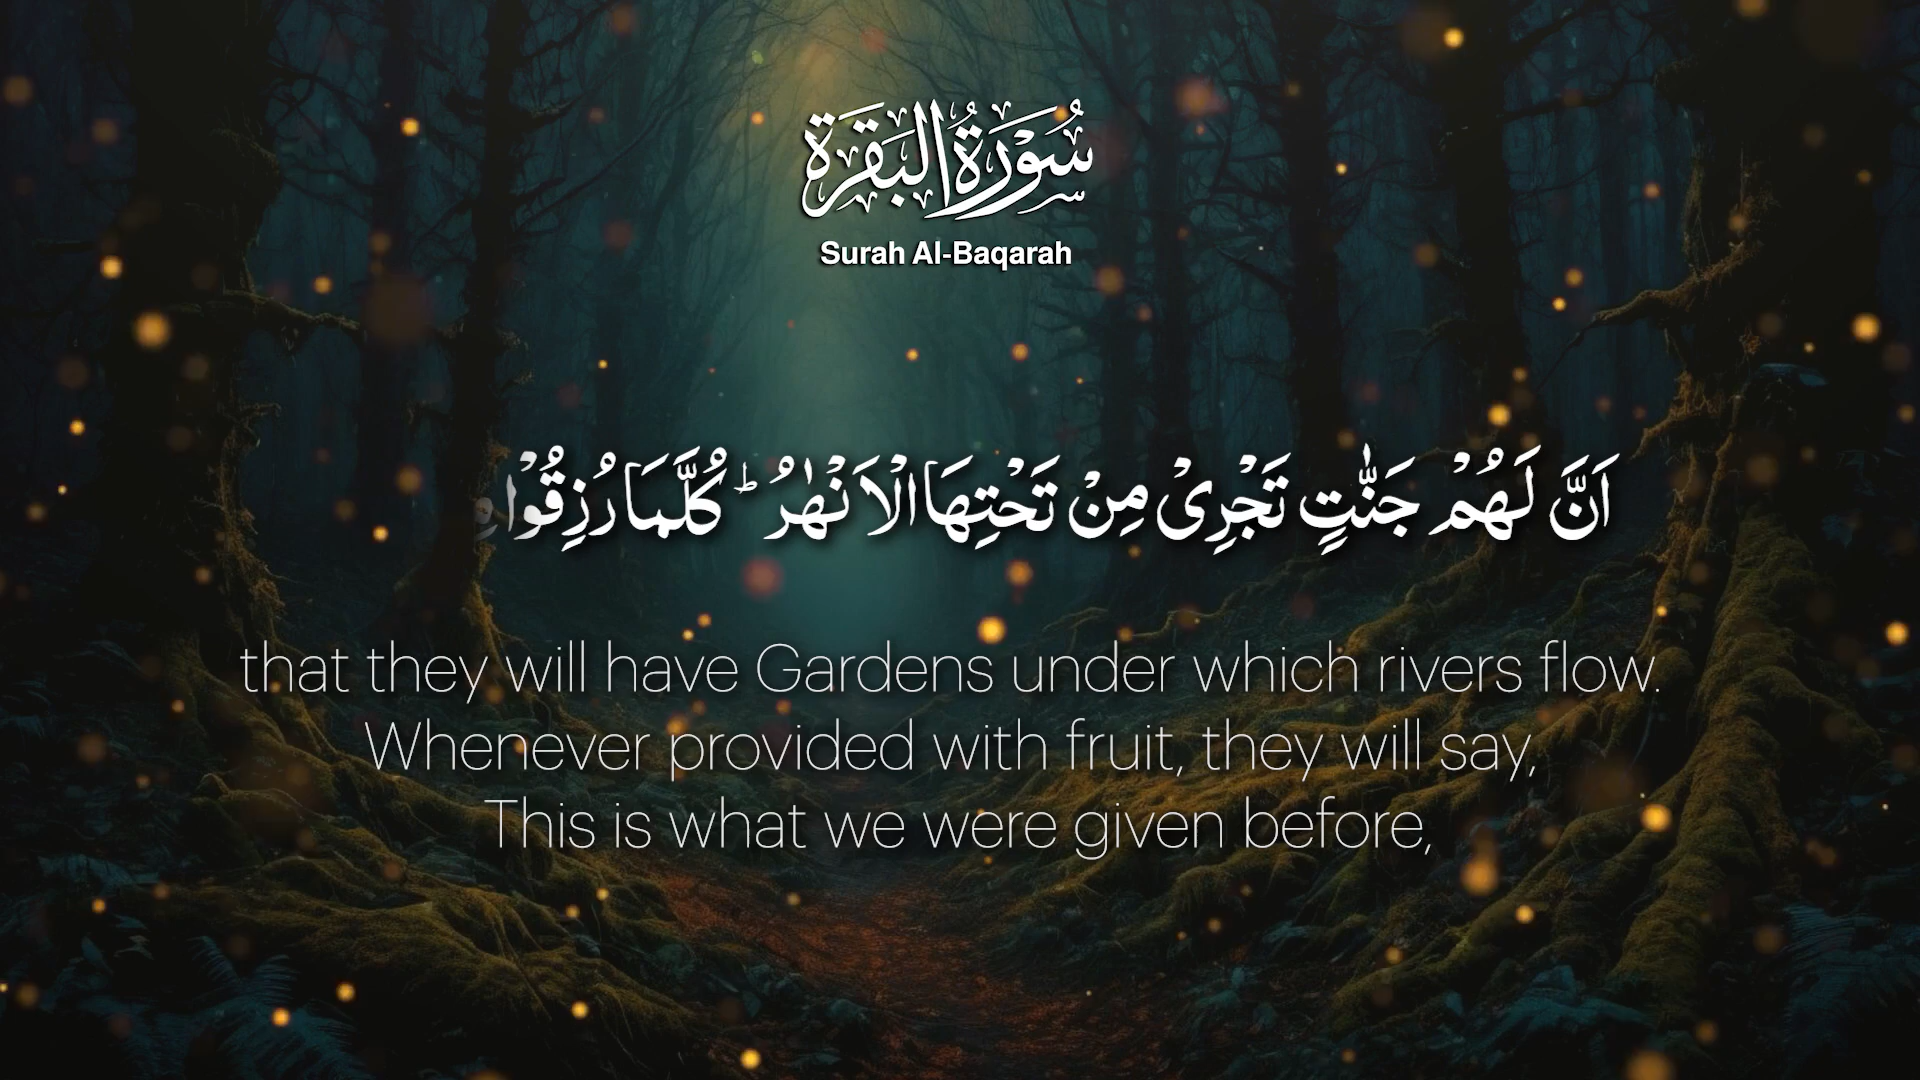 سُوْرَةُ الْبَقَرَة
Surah Al-Baqarah
اَنَّ لَهُمْ جَنّٰتٍ تَجْرِیْ مِنْ تَحْتِهَا الْاَنْهٰرُ ؕ كُلَّمَا رُزِقُوْا
that they will have Gardens under which rivers flow.
Whenever provided with fruit, they will say,
This is what we were given before,